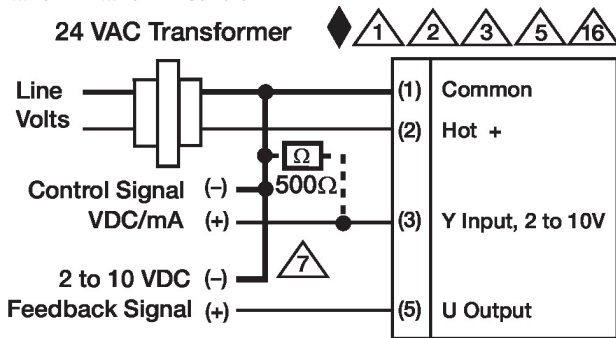 24 VAC Transformer
1 2 3 5 16
Line
Volts
(1) Common
(2) Hot +
Ω
500Ω
Control Signal (–)
VDC/mA (+)
(3) Y Input, 2 to 10V
7
2 to 10 VDC (–)
Feedback Signal (+)
(5) U Output